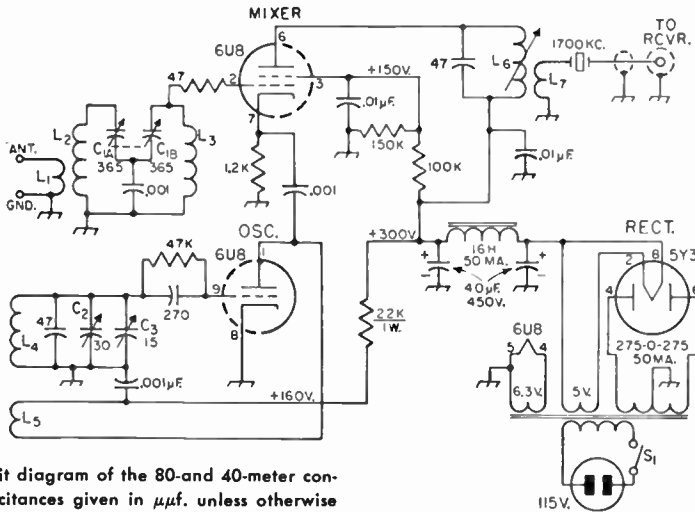 MIXER
6U8
6
2
3
7
47
+150V.
.01µF.
150K
100K
47
L6
L7
1700KC.
TO
RCVR.
.01µF.
ANT.
L1
GND.
L2
C1A
365
C1B
365
L3
.001
1.2K
.001
OSC.
6U8
1
9
8
47K
270
L4
47
C2
30
C3
15
.001µF.
L5
+160V.
22K
1W.
+300V.
16H
50 MA.
+
-
+
-
40µF.
450V.
RECT.
5Y3
2
8
4
6
275-0-275
50MA.
6U8
5
4
6.3V.
5V.
S1
115V.
it diagram of the 80-and 40-meter con-
citances given in µµf. unless otherwise